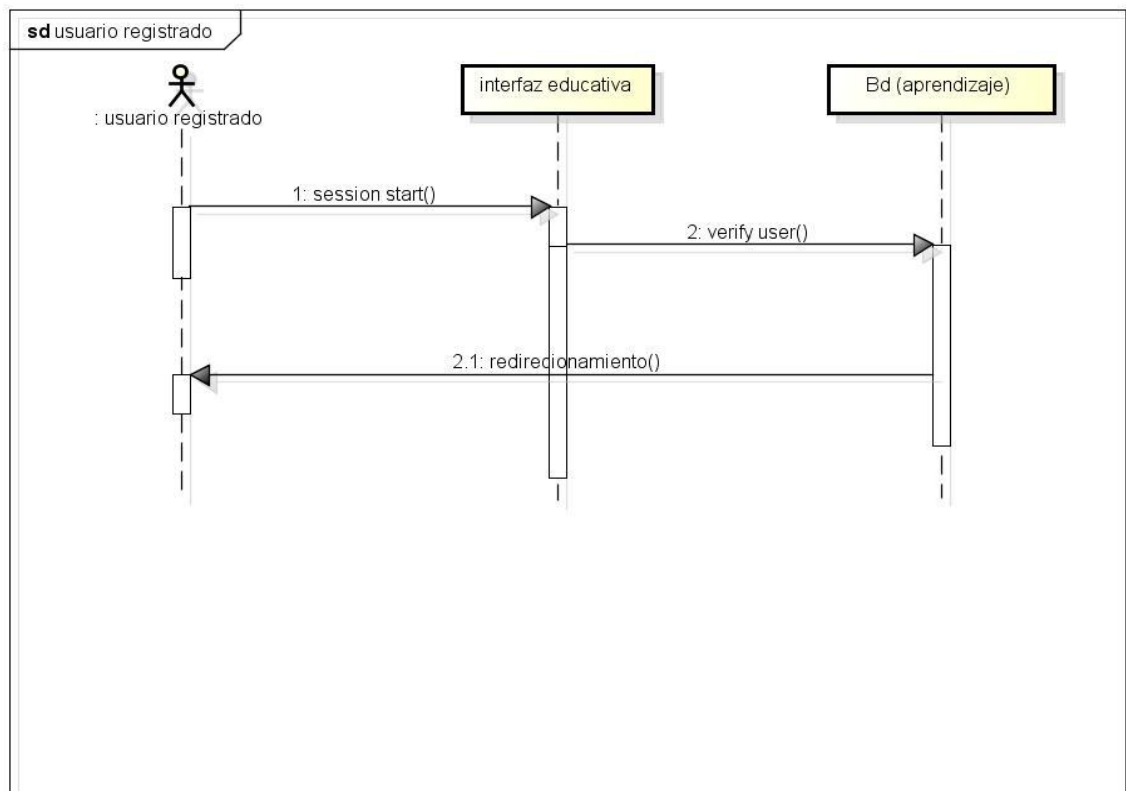 sd usuario registrado
: usuario registrado
interfaz educativa
Bd (aprendizaje)
1: session start()
2: verify user()
2.1: redirecionamiento()